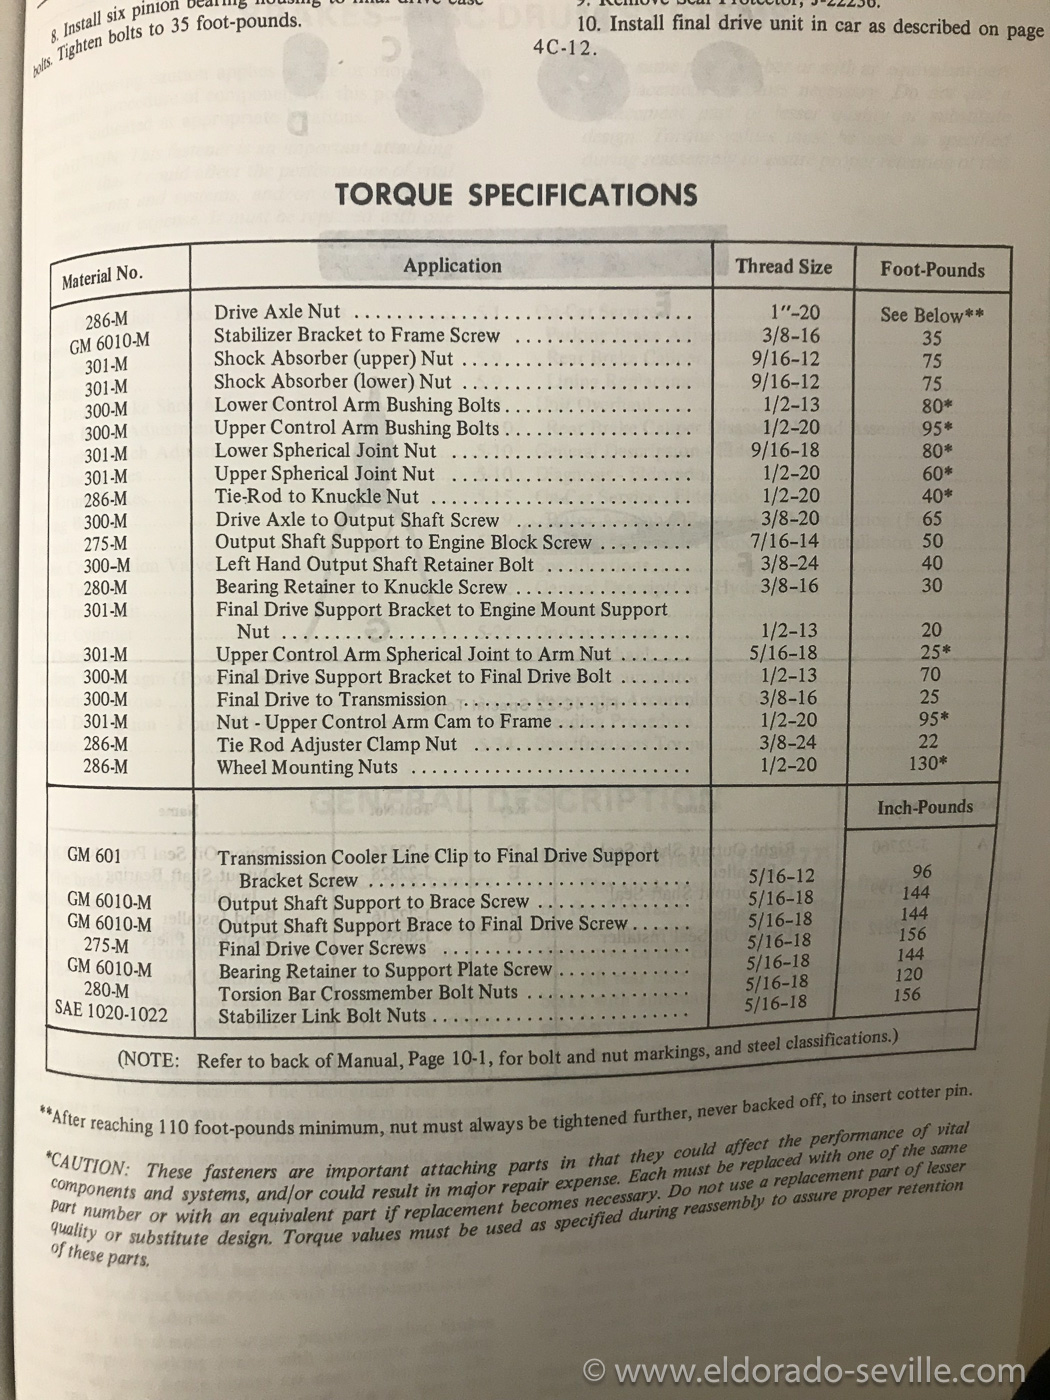 8. Install six pinion bearing housing to final drive case
bolts. Tighten bolts to 35 foot-pounds.
9. Remove Seal Protector, J-22236.
10. Install final drive unit in car as described on page
4C-12.
TORQUE SPECIFICATIONS
Material No. Application Thread Size Foot-Pounds
286-M Drive Axle Nut 1"-20 See Below**
GM 6010-M Stabilizer Bracket to Frame Screw 3/8-16 35
301-M Shock Absorber (upper) Nut 9/16-12 75
301-M Shock Absorber (lower) Nut 9/16-12 75
300-M Lower Control Arm Bushing Bolts 1/2-13 80*
300-M Upper Control Arm Bushing Bolts 1/2-20 95*
301-M Lower Spherical Joint Nut 9/16-18 80*
301-M Upper Spherical Joint Nut 1/2-20 60*
286-M Tie-Rod to Knuckle Nut 1/2-20 40*
300-M Drive Axle to Output Shaft Screw 3/8-20 65
275-M Output Shaft Support to Engine Block Screw 7/16-14 50
300-M Left Hand Output Shaft Retainer Bolt 3/8-24 40
280-M Bearing Retainer to Knuckle Screw 3/8-16 30
301-M Final Drive Support Bracket to Engine Mount Support
Nut 1/2-13 20
301-M Upper Control Arm Spherical Joint to Arm Nut 5/16-18 25*
300-M Final Drive Support Bracket to Final Drive Bolt 1/2-13 70
300-M Final Drive to Transmission 3/8-16 25
301-M Nut - Upper Control Arm Cam to Frame 1/2-20 95*
286-M Tie Rod Adjuster Clamp Nut 3/8-24 22
286-M Wheel Mounting Nuts 1/2-20 130*
Inch-Pounds
GM 601 Transmission Cooler Line Clip to Final Drive Support
Bracket Screw 5/16-12 96
GM 6010-M Output Shaft Support to Brace Screw 5/16-18 144
GM 6010-M Output Shaft Support Brace to Final Drive Screw 5/16-18 144
275-M Final Drive Cover Screws 5/16-18 156
GM 6010-M Bearing Retainer to Support Plate Screw 5/16-18 144
280-M Torsion Bar Crossmember Bolt Nuts 5/16-18 120
SAE 1020-1022 Stabilizer Link Bolt Nuts 5/16-18 156
(NOTE: Refer to back of Manual, Page 10-1, for bolt and nut markings, and steel classifications.)
**After reaching 110 foot-pounds minimum, nut must always be tightened further, never backed off, to insert cotter pin.
*CAUTION: These fasteners are important attaching parts in that they could affect the performance of vital
components and systems, and/or could result in major repair expense. Each must be replaced with one of the same
part number or with an equivalent part if replacement becomes necessary. Do not use a replacement part of lesser
quality or substitute design. Torque values must be used as specified during reassembly to assure proper retention
of these parts.
© www.eldorado-seville.com